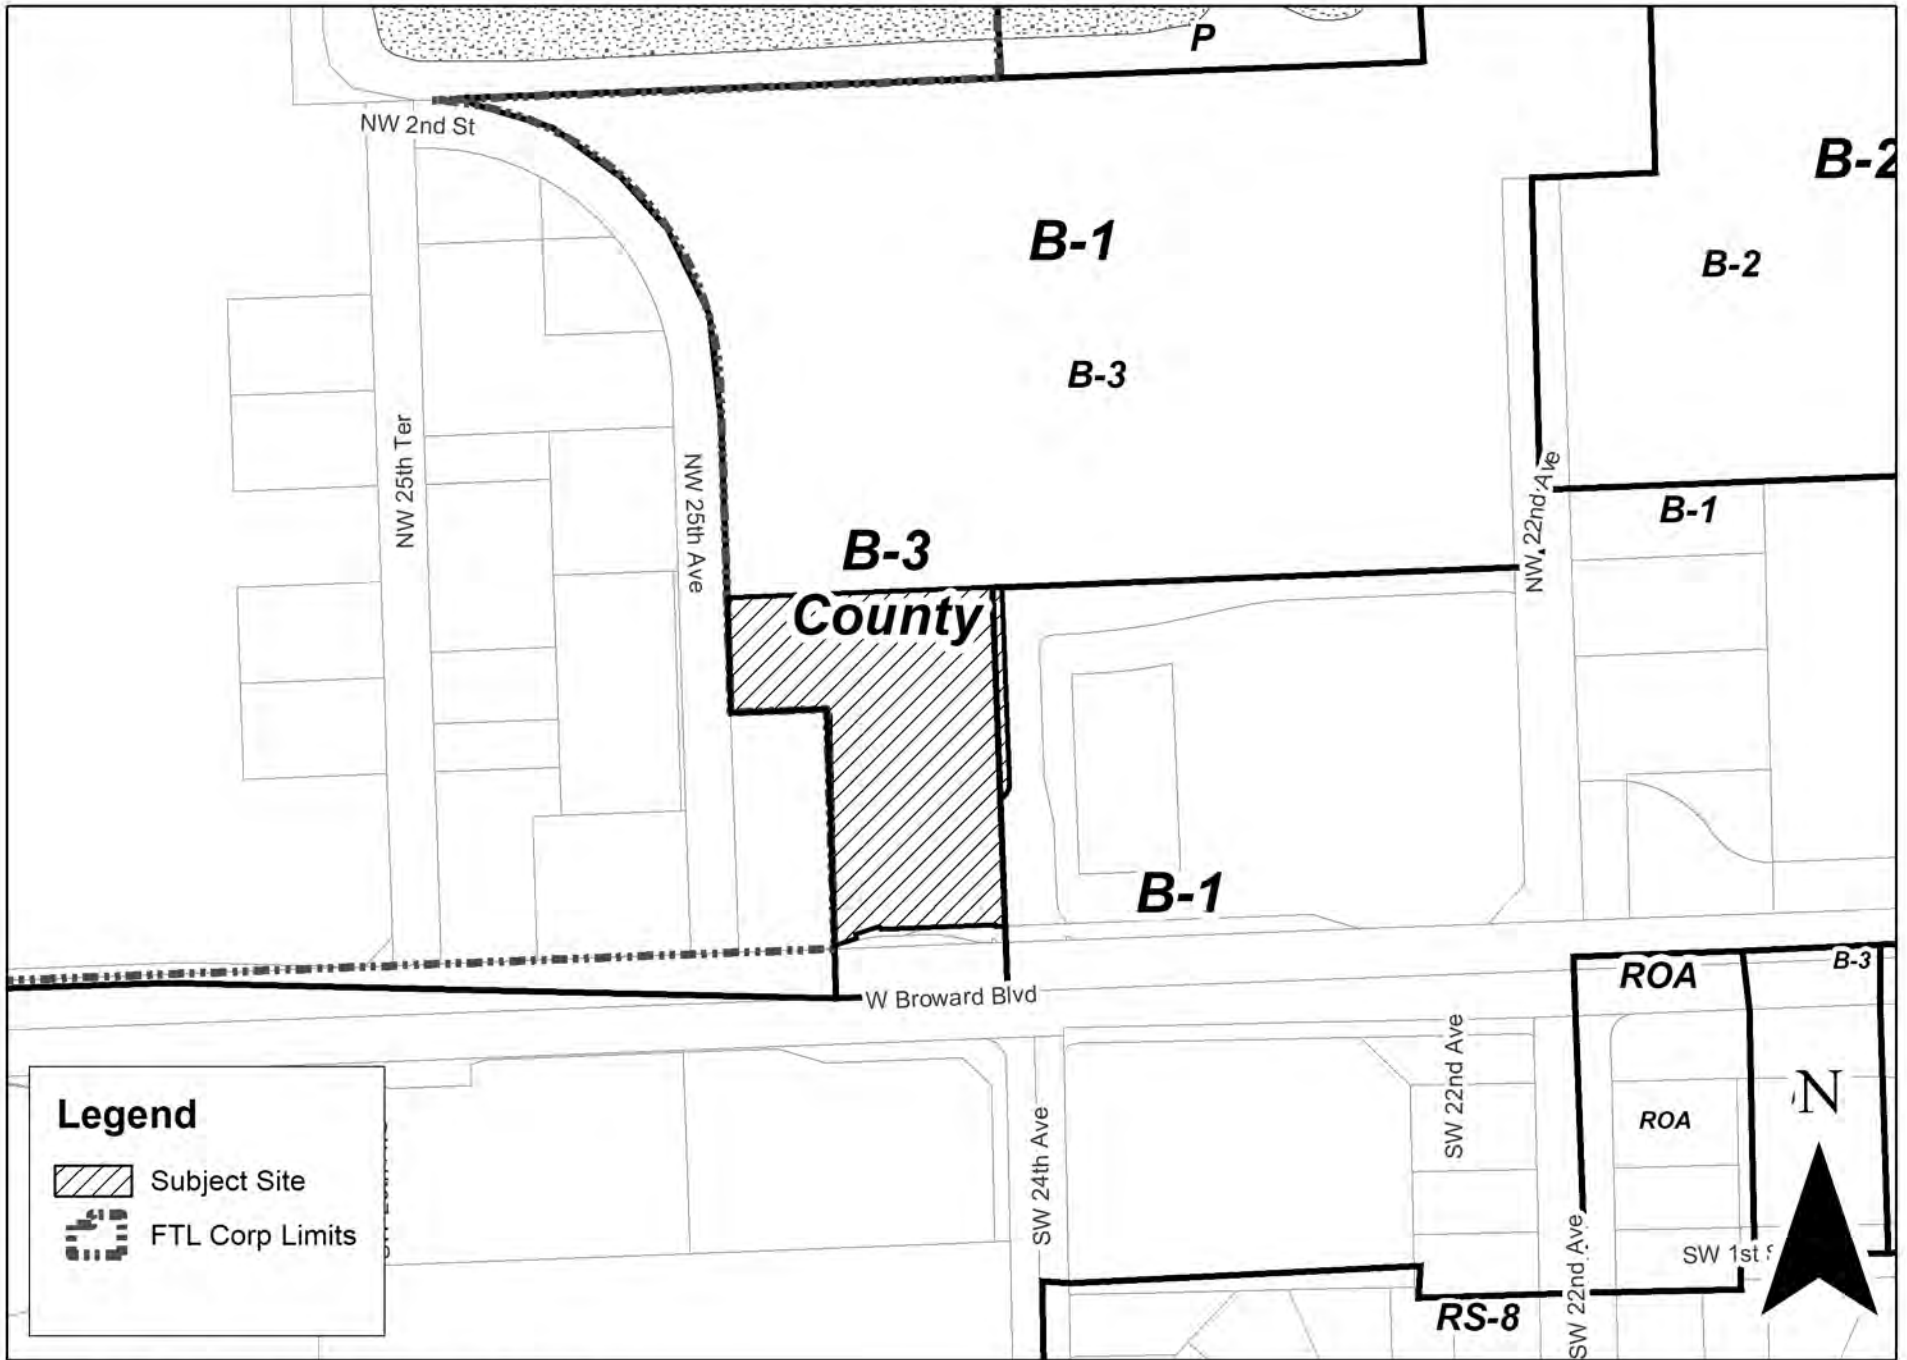 P
NW 2nd St
B-2
B-1
B-2
B-3
NW 25th Ter
NW 25th Ave
NW 22nd Ave
B-1
B-3
County
B-1
ROA
B-3
W Broward Blvd
SW 22nd Ave
SW 24th Ave
ROA
N
SW 22nd Ave
SW 1st
RS-8
Legend
Subject Site
FTL Corp Limits